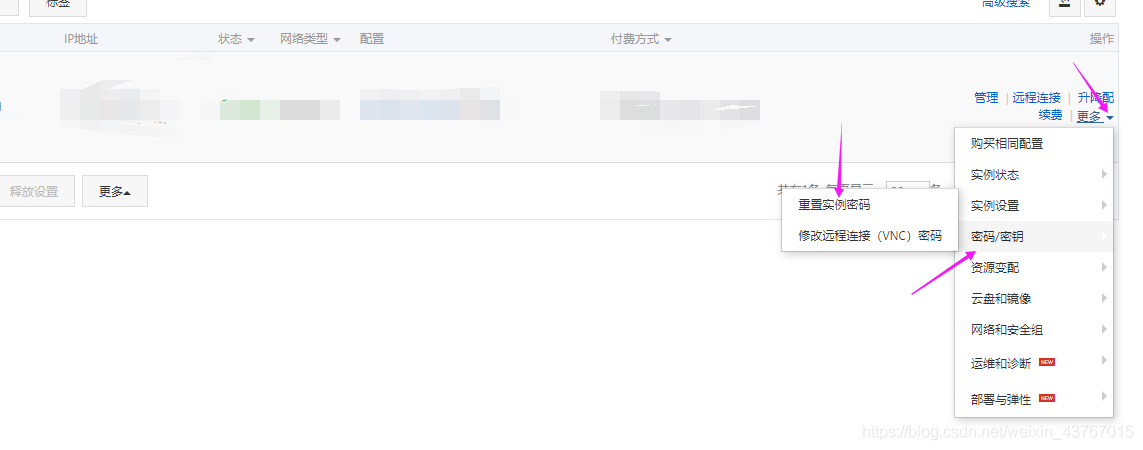 标签
高级搜索
IP地址 状态 网络类型 配置 付费方式 操作
管理 | 远程连接 | 升降配
续费 | 更多
购买相同配置
实例状态
实例设置
密码/密钥
资源变配
云盘和镜像
网络和安全组
运维和诊断 NEW
部署与弹性 NEW
释放设置 更多
条
重置实例密码
修改远程连接（VNC）密码
https://blog.csdn.net/weixin_43767015